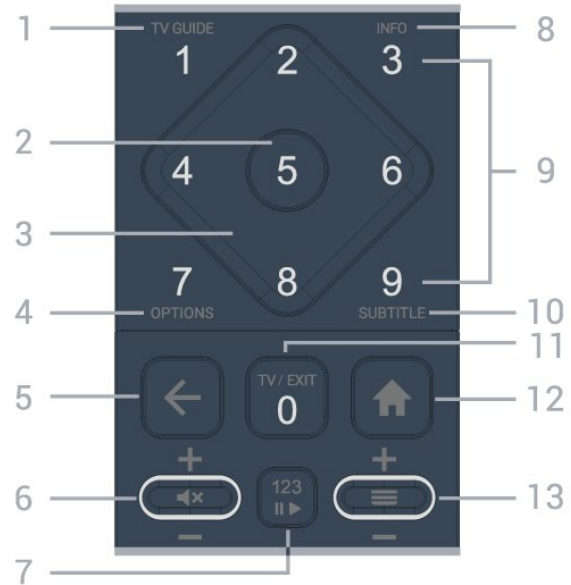 1 TV GUIDE INFO 8
1 2 3
2
9
4 5 6
3
7 8 9
4 OPTIONS SUBTITLE 10
11
TV / EXIT
5 0 12
+ +
6 13
123
− −
7